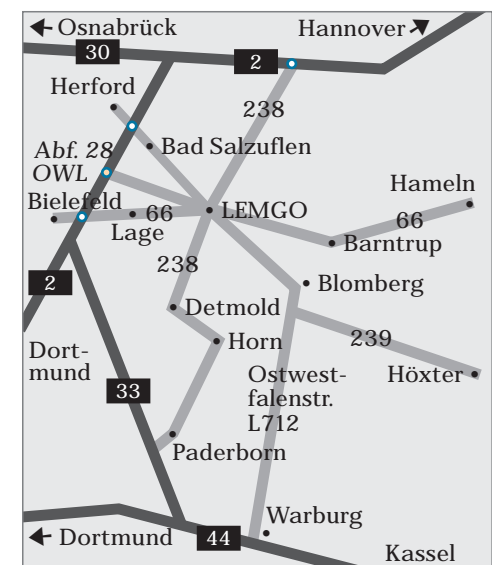 Osnabrück
Hannover
30
2
Herford
238
Abf. 28
OWL
Bad Salzuflen
Hameln
Bielefeld
66
LEMGO
66
Lage
Barntrup
238
2
Blomberg
Detmold
Horn
239
Dort-
mund
33
Ostwest-
falenstr.
L712
Höxter
Paderborn
Warburg
Dortmund
44
Kassel